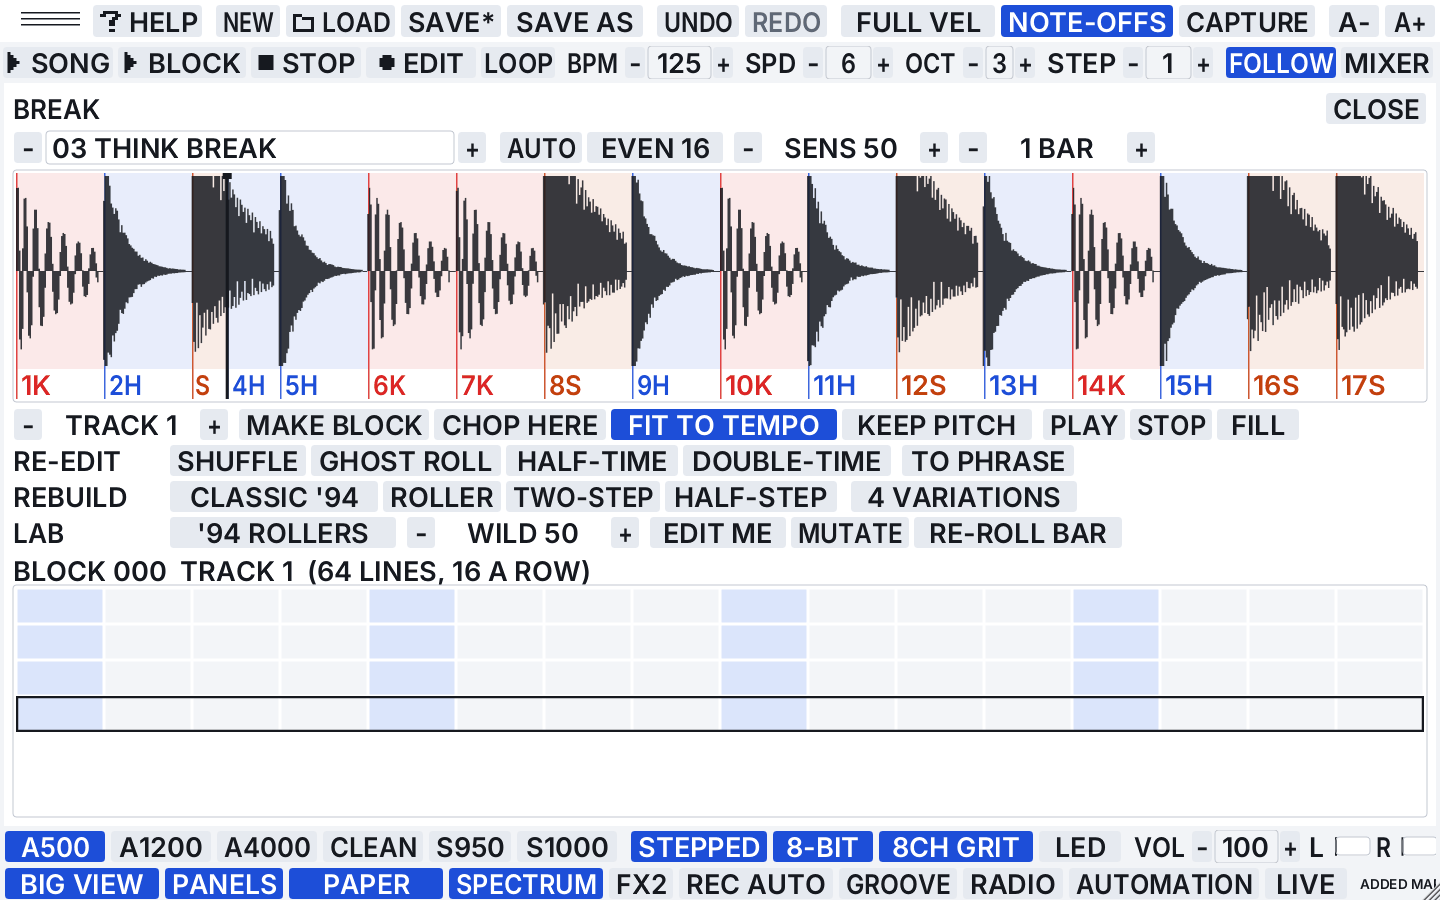 ? HELP NEW LOAD SAVE* SAVE AS UNDO REDO FULL VEL NOTE-OFFS CAPTURE A- A+
SONG BLOCK STOP EDIT LOOP BPM - 125 + SPD - 6 + OCT - 3 + STEP - 1 + FOLLOW MIXER
BREAK CLOSE
- 03 THINK BREAK + AUTO EVEN 16 - SENS 50 + - 1 BAR +
1K 2H S 4H 5H 6K 7K 8S 9H 10K 11H 12S 13H 14K 15H 16S 17S
- TRACK 1 + MAKE BLOCK CHOP HERE FIT TO TEMPO KEEP PITCH PLAY STOP FILL
RE-EDIT SHUFFLE GHOST ROLL HALF-TIME DOUBLE-TIME TO PHRASE
REBUILD CLASSIC '94 ROLLER TWO-STEP HALF-STEP 4 VARIATIONS
LAB '94 ROLLERS - WILD 50 + EDIT ME MUTATE RE-ROLL BAR
BLOCK 000 TRACK 1 (64 LINES, 16 A ROW)
A500 A1200 A4000 CLEAN S950 S1000 STEPPED 8-BIT 8CH GRIT LED VOL - 100 + L R
BIG VIEW PANELS PAPER SPECTRUM FX2 REC AUTO GROOVE RADIO AUTOMATION LIVE ADDED MAI